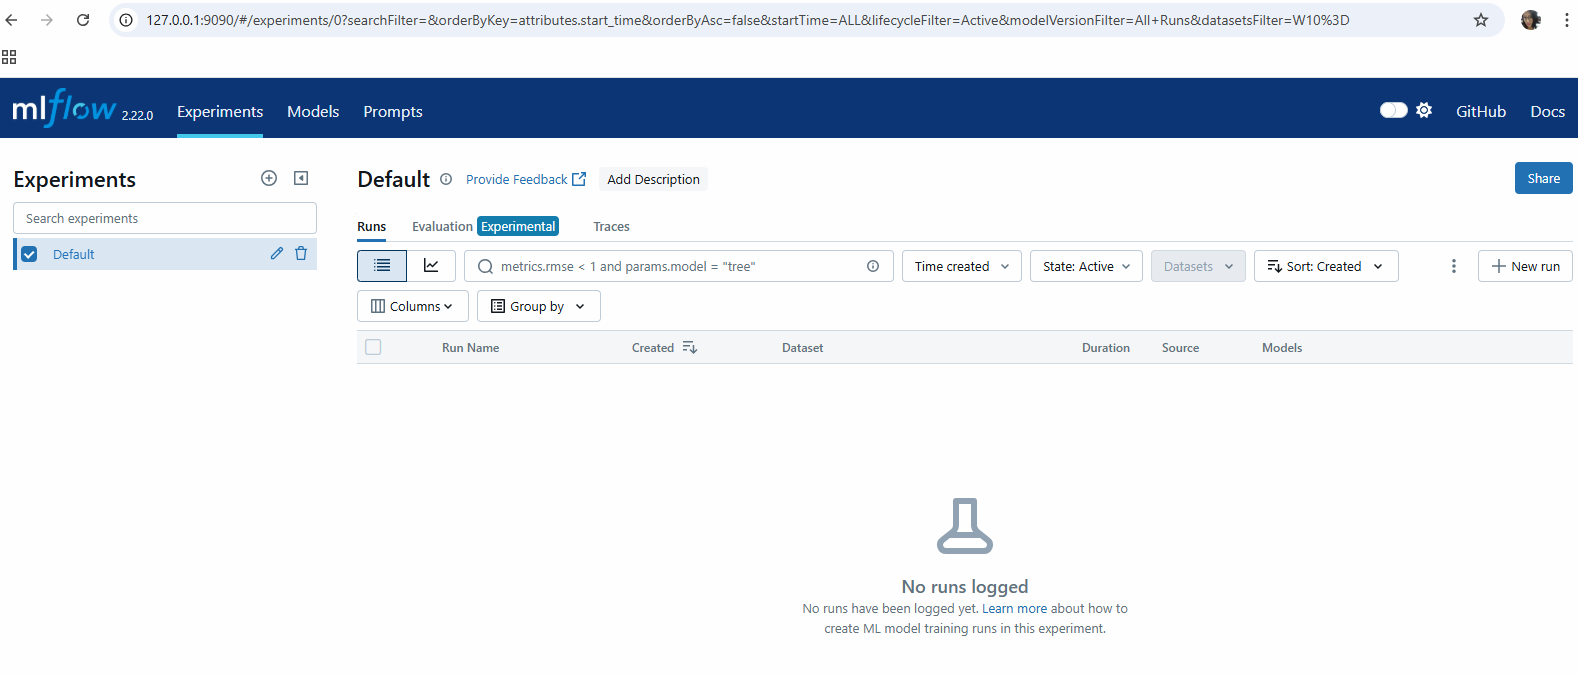 127.0.0.1:9090/#/experiments/0?searchFilter=&orderByKey=attributes.start_time&orderByAsc=false&startTime=ALL&lifecycleFilter=Active&modelVersionFilter=All+Runs&datasetsFilter=W10%3D
mlflow 2.22.0 Experiments Models Prompts GitHub Docs
Experiments
Default Provide Feedback Add Description Share
Search experiments
Default
Runs Evaluation Experimental Traces
metrics.rmse < 1 and params.model = "tree" Time created State: Active Datasets Sort: Created New run
Columns Group by
Run Name Created Dataset Duration Source Models
No runs logged
No runs have been logged yet. Learn more about how to
create ML model training runs in this experiment.